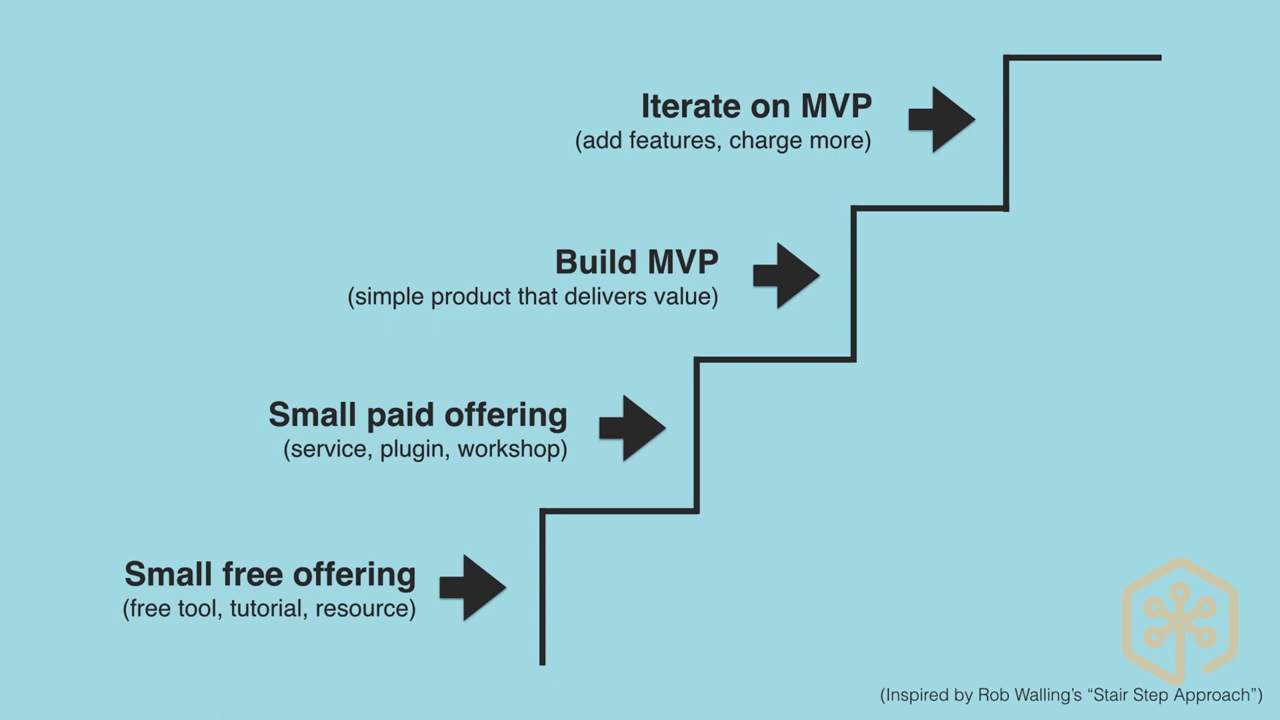 Iterate on MVP
(add features, charge more)
Build MVP
(simple product that delivers value)
Small paid offering
(service, plugin, workshop)
Small free offering
(free tool, tutorial, resource)
(Inspired by Rob Walling’s “Stair Step Approach”)